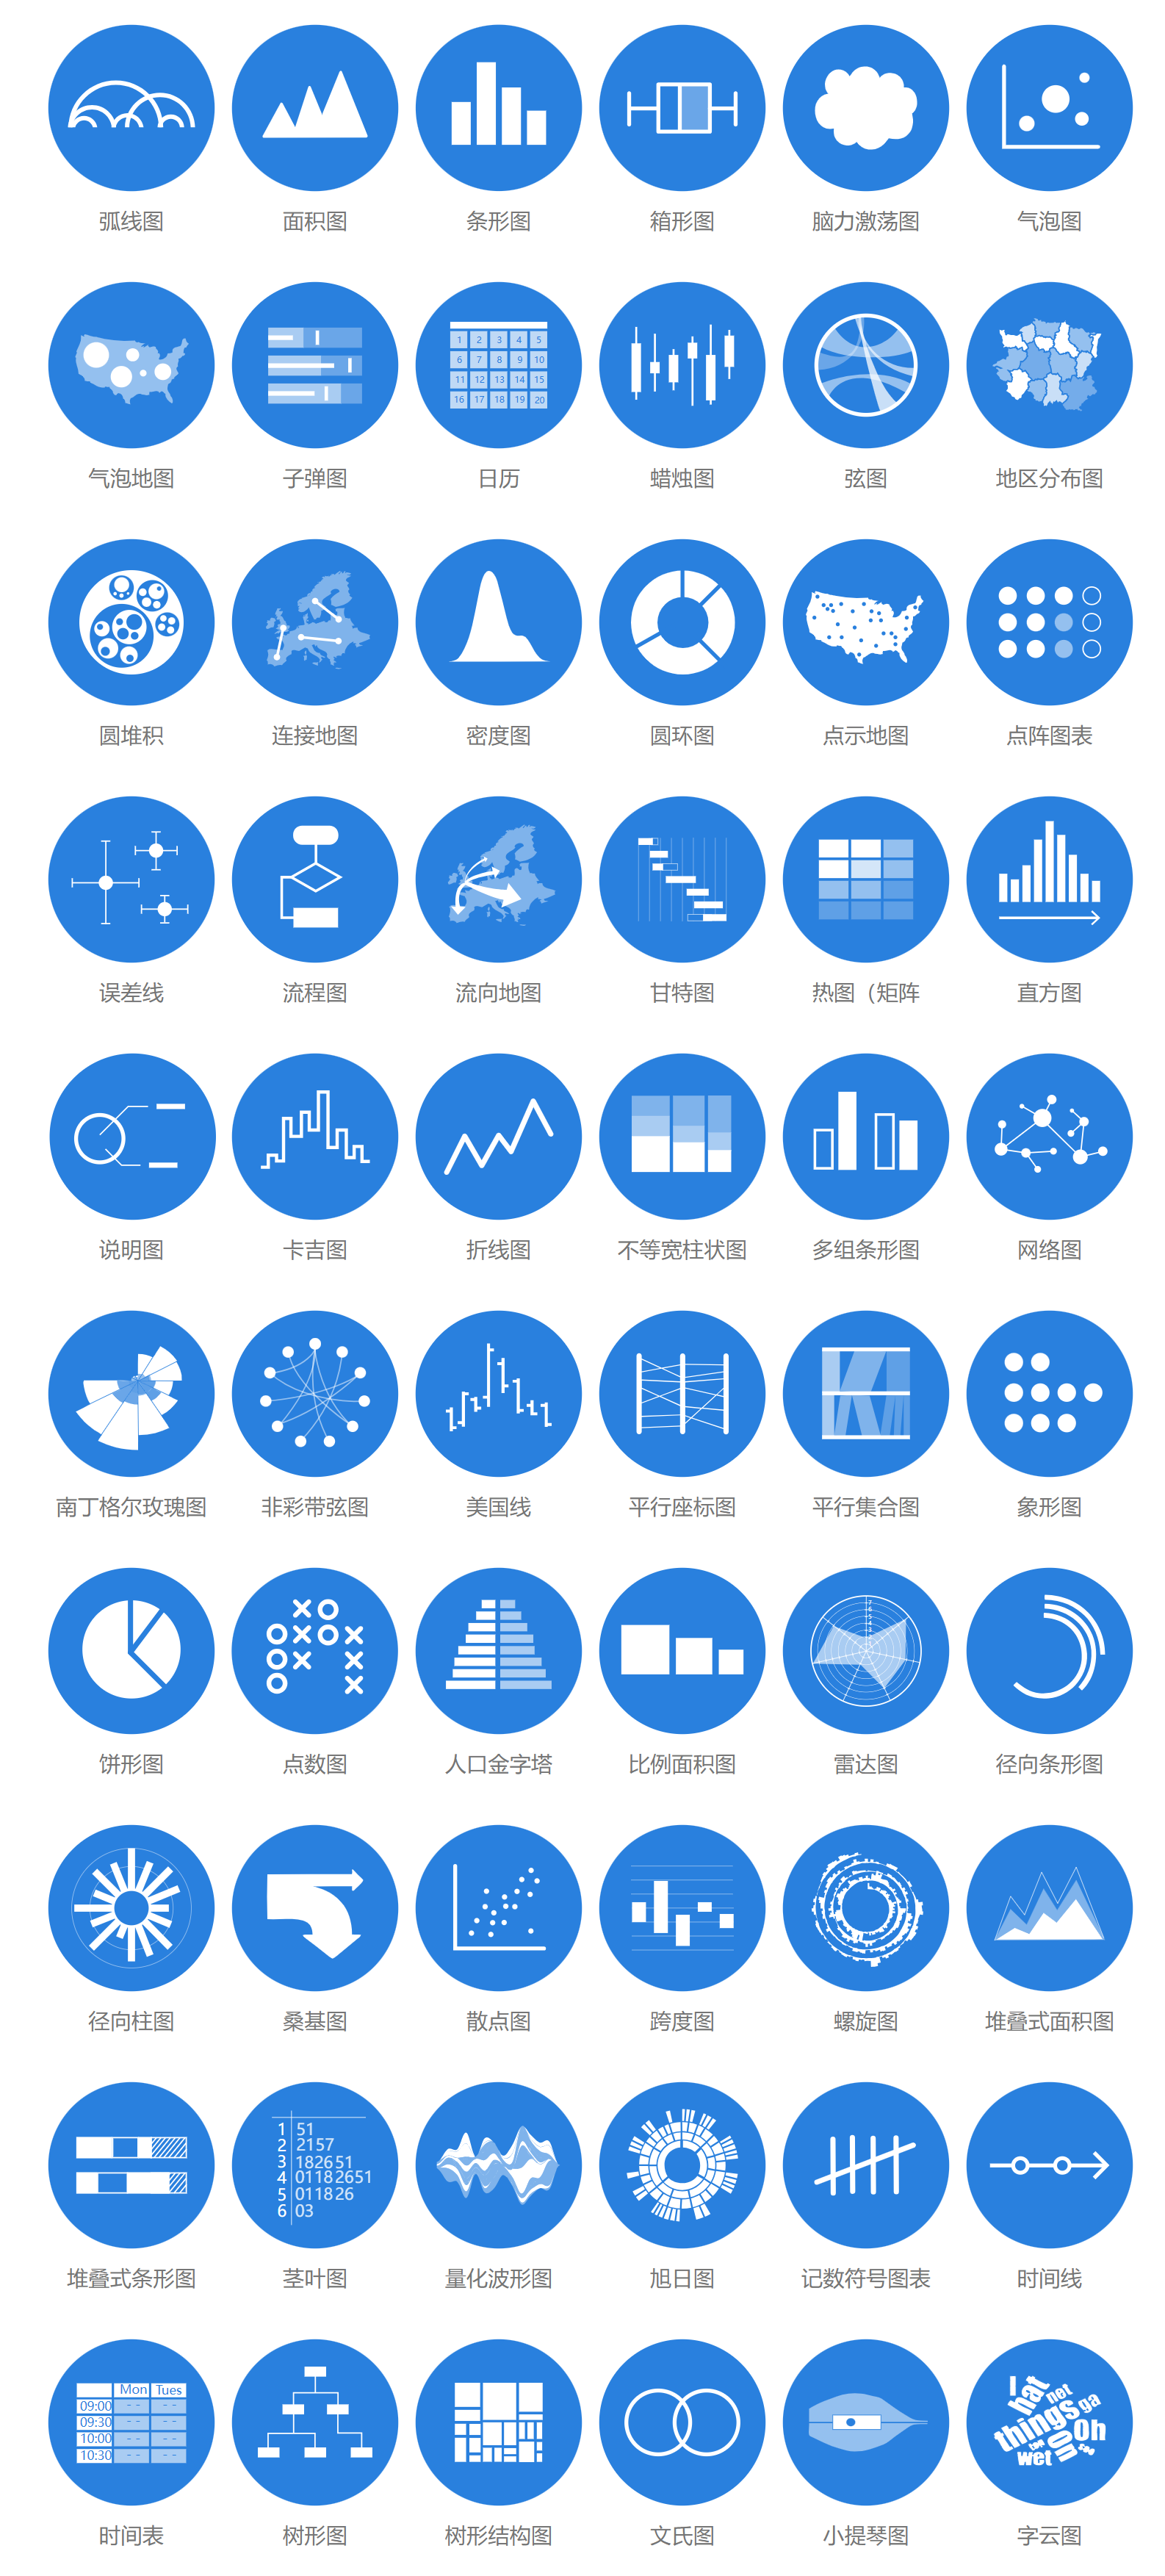 弧线图 面积图 条形图 箱形图 脑力激荡图 气泡图
1 2 3 4 5
6 7 8 9 10
11 12 13 14 15
16 17 18 19 20
气泡地图 子弹图 日历 蜡烛图 弦图 地区分布图
圆堆积 连接地图 密度图 圆环图 点示地图 点阵图表
误差线 流程图 流向地图 甘特图 热图（矩阵 直方图
说明图 卡吉图 折线图 不等宽柱状图 多组条形图 网络图
南丁格尔玫瑰图 非彩带弦图 美国线 平行座标图 平行集合图 象形图
饼形图 点数图 人口金字塔 比例面积图 雷达图 径向条形图
径向柱图 桑基图 散点图 跨度图 螺旋图 堆叠式面积图
1 51
2 2157
3 182651
4 01182651
5 011826
6 03
堆叠式条形图 茎叶图 量化波形图 旭日图 记数符号图表 时间线
Mon Tues
09:00 - - - -
09:30 - - - -
10:00 - - - -
10:30 - - - -
I hat net
things ga
on Oh
wet
时间表 树形图 树形结构图 文氏图 小提琴图 字云图